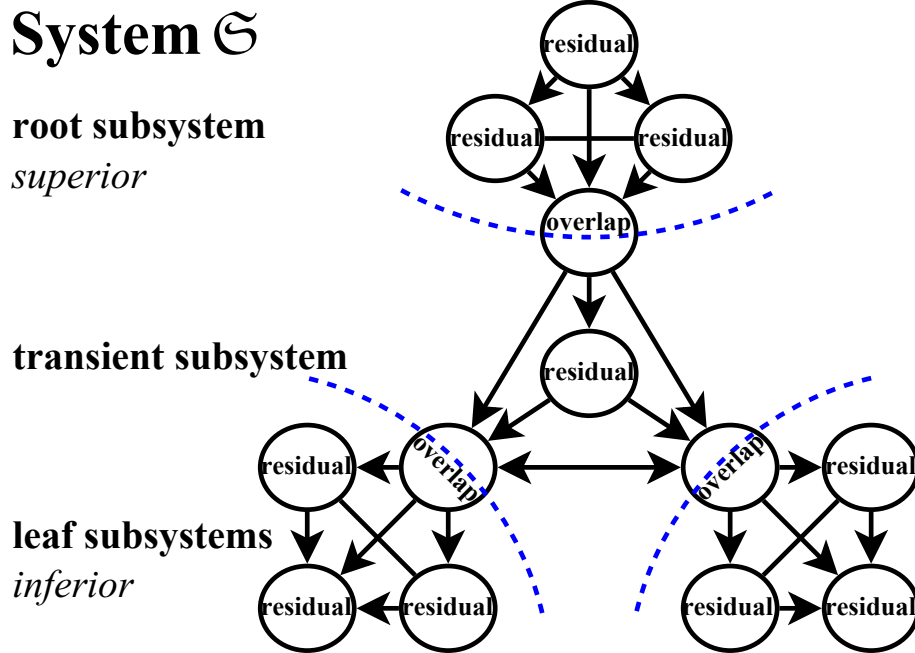 System 𝔖
residual
root subsystem
residual
residual
superior
overlap
transient subsystem
residual
residual
overlap
overlap
residual
leaf subsystems
inferior
residual
residual
residual
residual